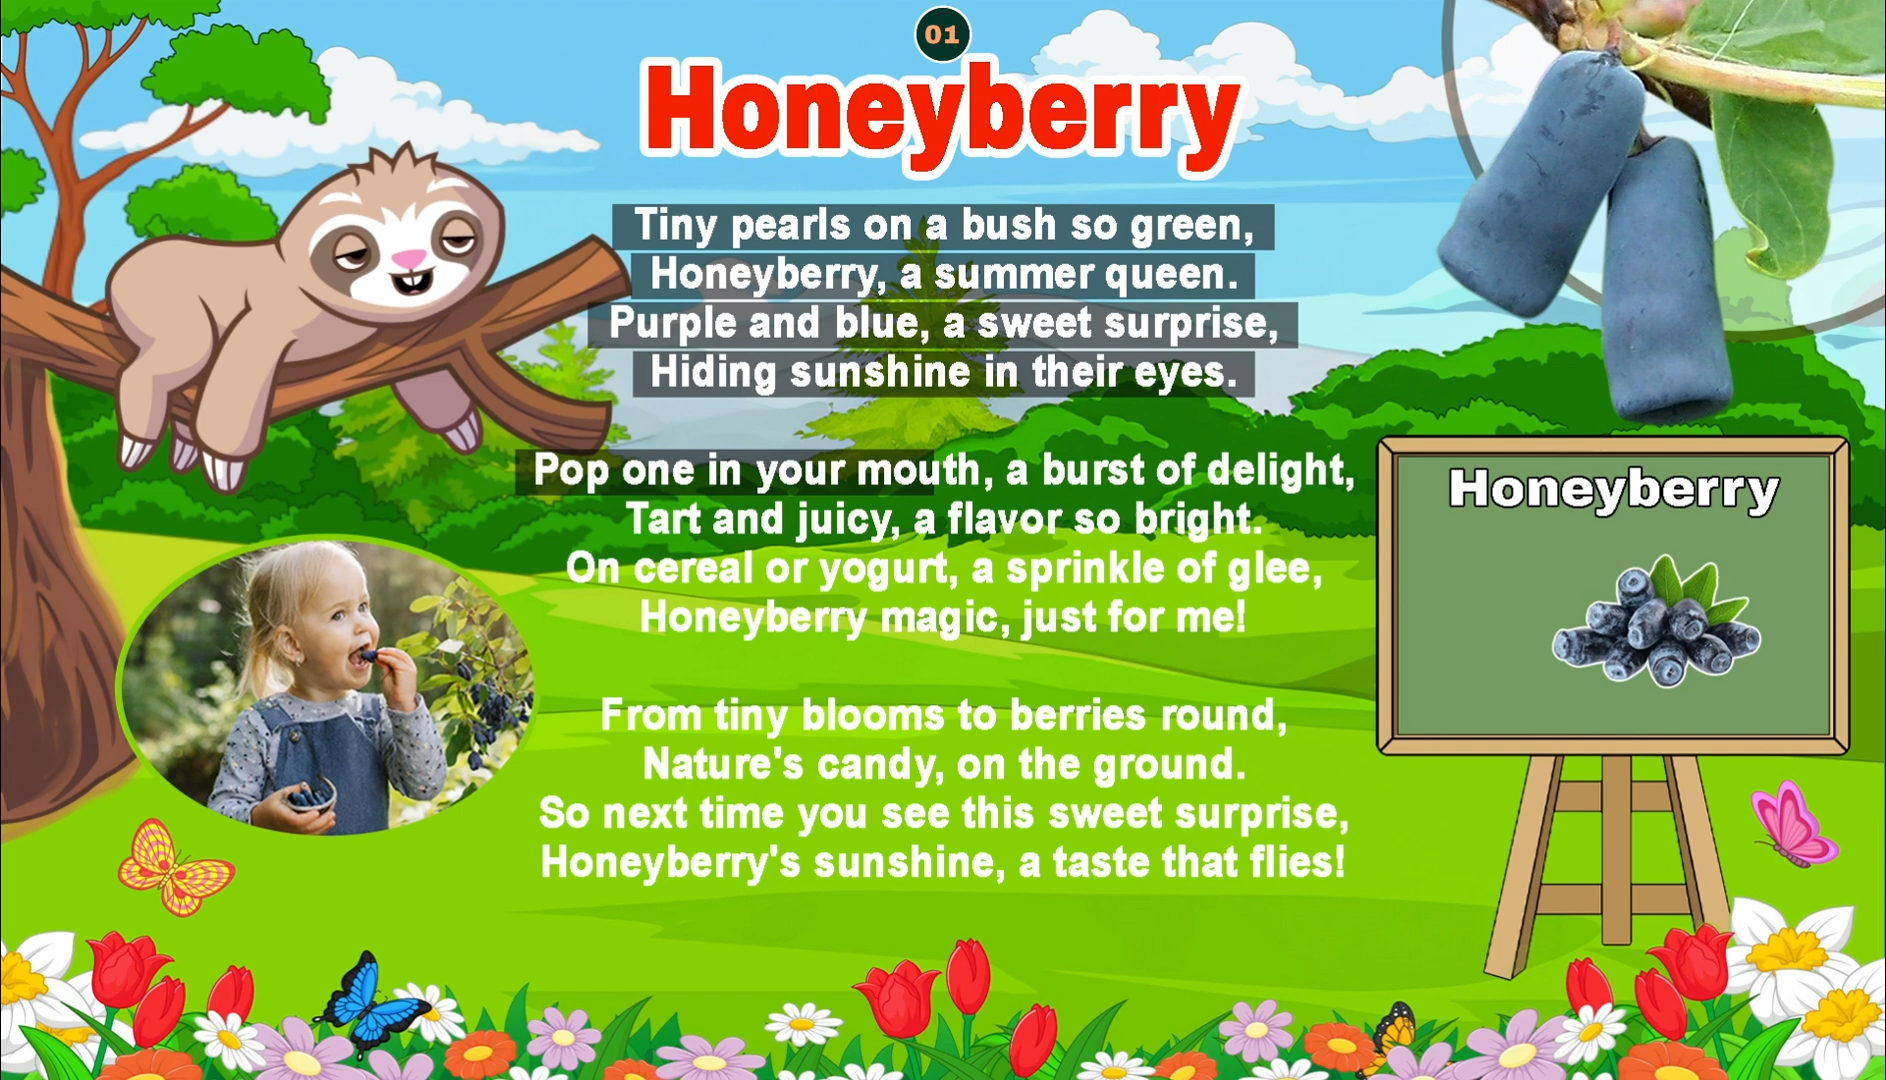 01
Honeyberry
Tiny pearls on a bush so green,
Honeyberry, a summer queen.
Purple and blue, a sweet surprise,
Hiding sunshine in their eyes.
Pop one in your mouth, a burst of delight,
Tart and juicy, a flavor so bright.
On cereal or yogurt, a sprinkle of glee,
Honeyberry magic, just for me!
From tiny blooms to berries round,
Nature's candy, on the ground.
So next time you see this sweet surprise,
Honeyberry's sunshine, a taste that flies!
Honeyberry